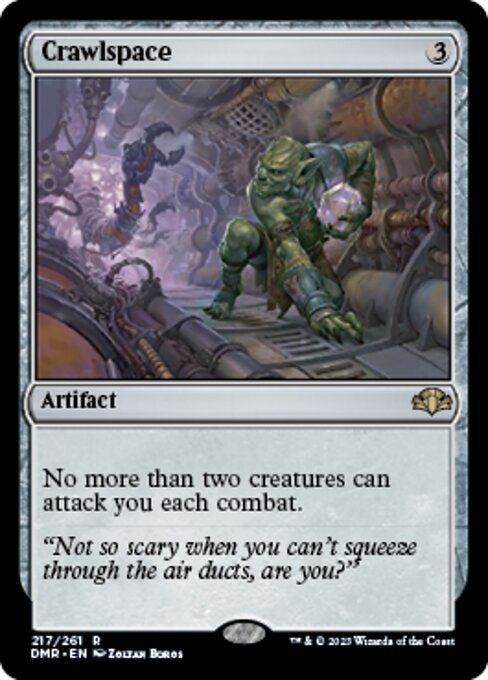 Crawlspace 3
Artifact
No more than two creatures can
attack you each combat.
“Not so scary when you can’t squeeze
through the air ducts, are you?”
217/261 R
DMR • EN Zoltan Boros
™ & © 2023 Wizards of the Coast